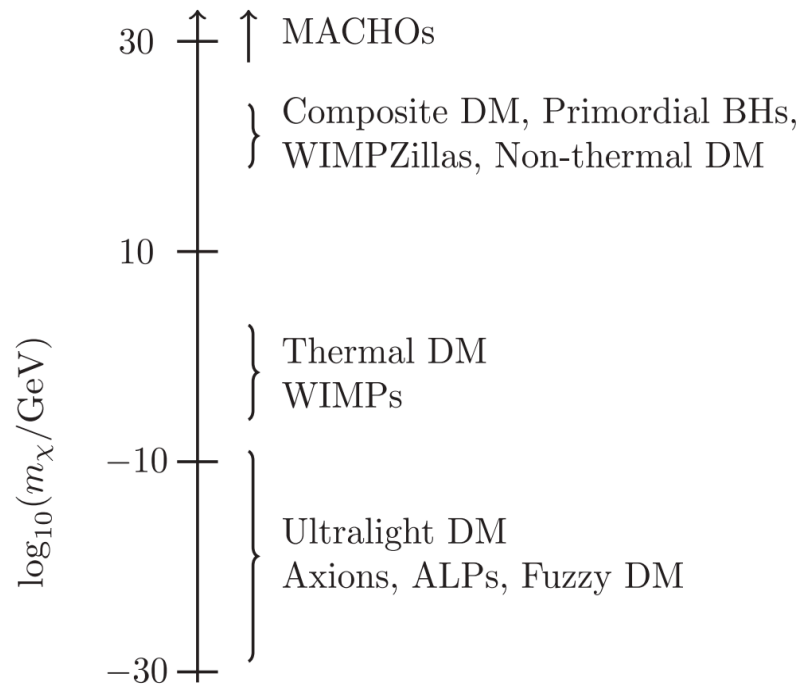 30
MACHOs
Composite DM, Primordial BHs,
WIMPZillas, Non-thermal DM
10
Thermal DM
WIMPs
log₁₀(mᵪ/GeV)
−10
Ultralight DM
Axions, ALPs, Fuzzy DM
−30